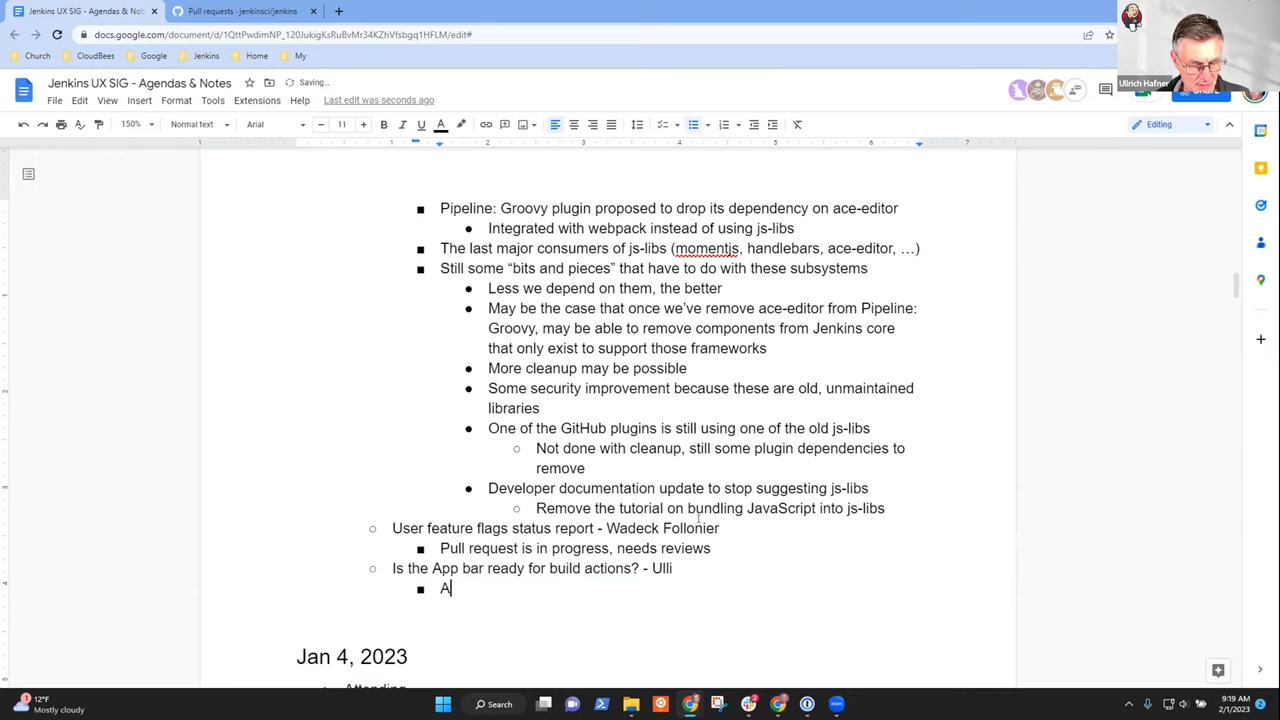 Jenkins UX SIG - Agendas & Notes
Pull requests · jenkinsci/jenkins
docs.google.com/document/d/1QttPwdimNP_120JukigKsRuBvMr34KZhVfsbgq1HFLM/edit#
Church CloudBees Google Jenkins Home My
Ullrich Hafner
Jenkins UX SIG - Agendas & Notes Saving...
File Edit View Insert Format Tools Extensions Help Last edit was seconds ago
150% Normal text Arial 11 Editing
1 1 2 3 4 5 6 7
■ Pipeline: Groovy plugin proposed to drop its dependency on ace-editor
● Integrated with webpack instead of using js-libs
■ The last major consumers of js-libs (momentjs, handlebars, ace-editor, …)
■ Still some “bits and pieces” that have to do with these subsystems
● Less we depend on them, the better
● May be the case that once we’ve remove ace-editor from Pipeline:
Groovy, may be able to remove components from Jenkins core
that only exist to support those frameworks
● More cleanup may be possible
● Some security improvement because these are old, unmaintained
libraries
● One of the GitHub plugins is still using one of the old js-libs
○ Not done with cleanup, still some plugin dependencies to
remove
● Developer documentation update to stop suggesting js-libs
○ Remove the tutorial on bundling JavaScript into js-libs
○ User feature flags status report - Wadeck Follonier
■ Pull request is in progress, needs reviews
○ Is the App bar ready for build actions? - Ulli
■ A
Jan 4, 2023
Attending
12°F
Mostly cloudy
Search
9:19 AM
2/1/2023